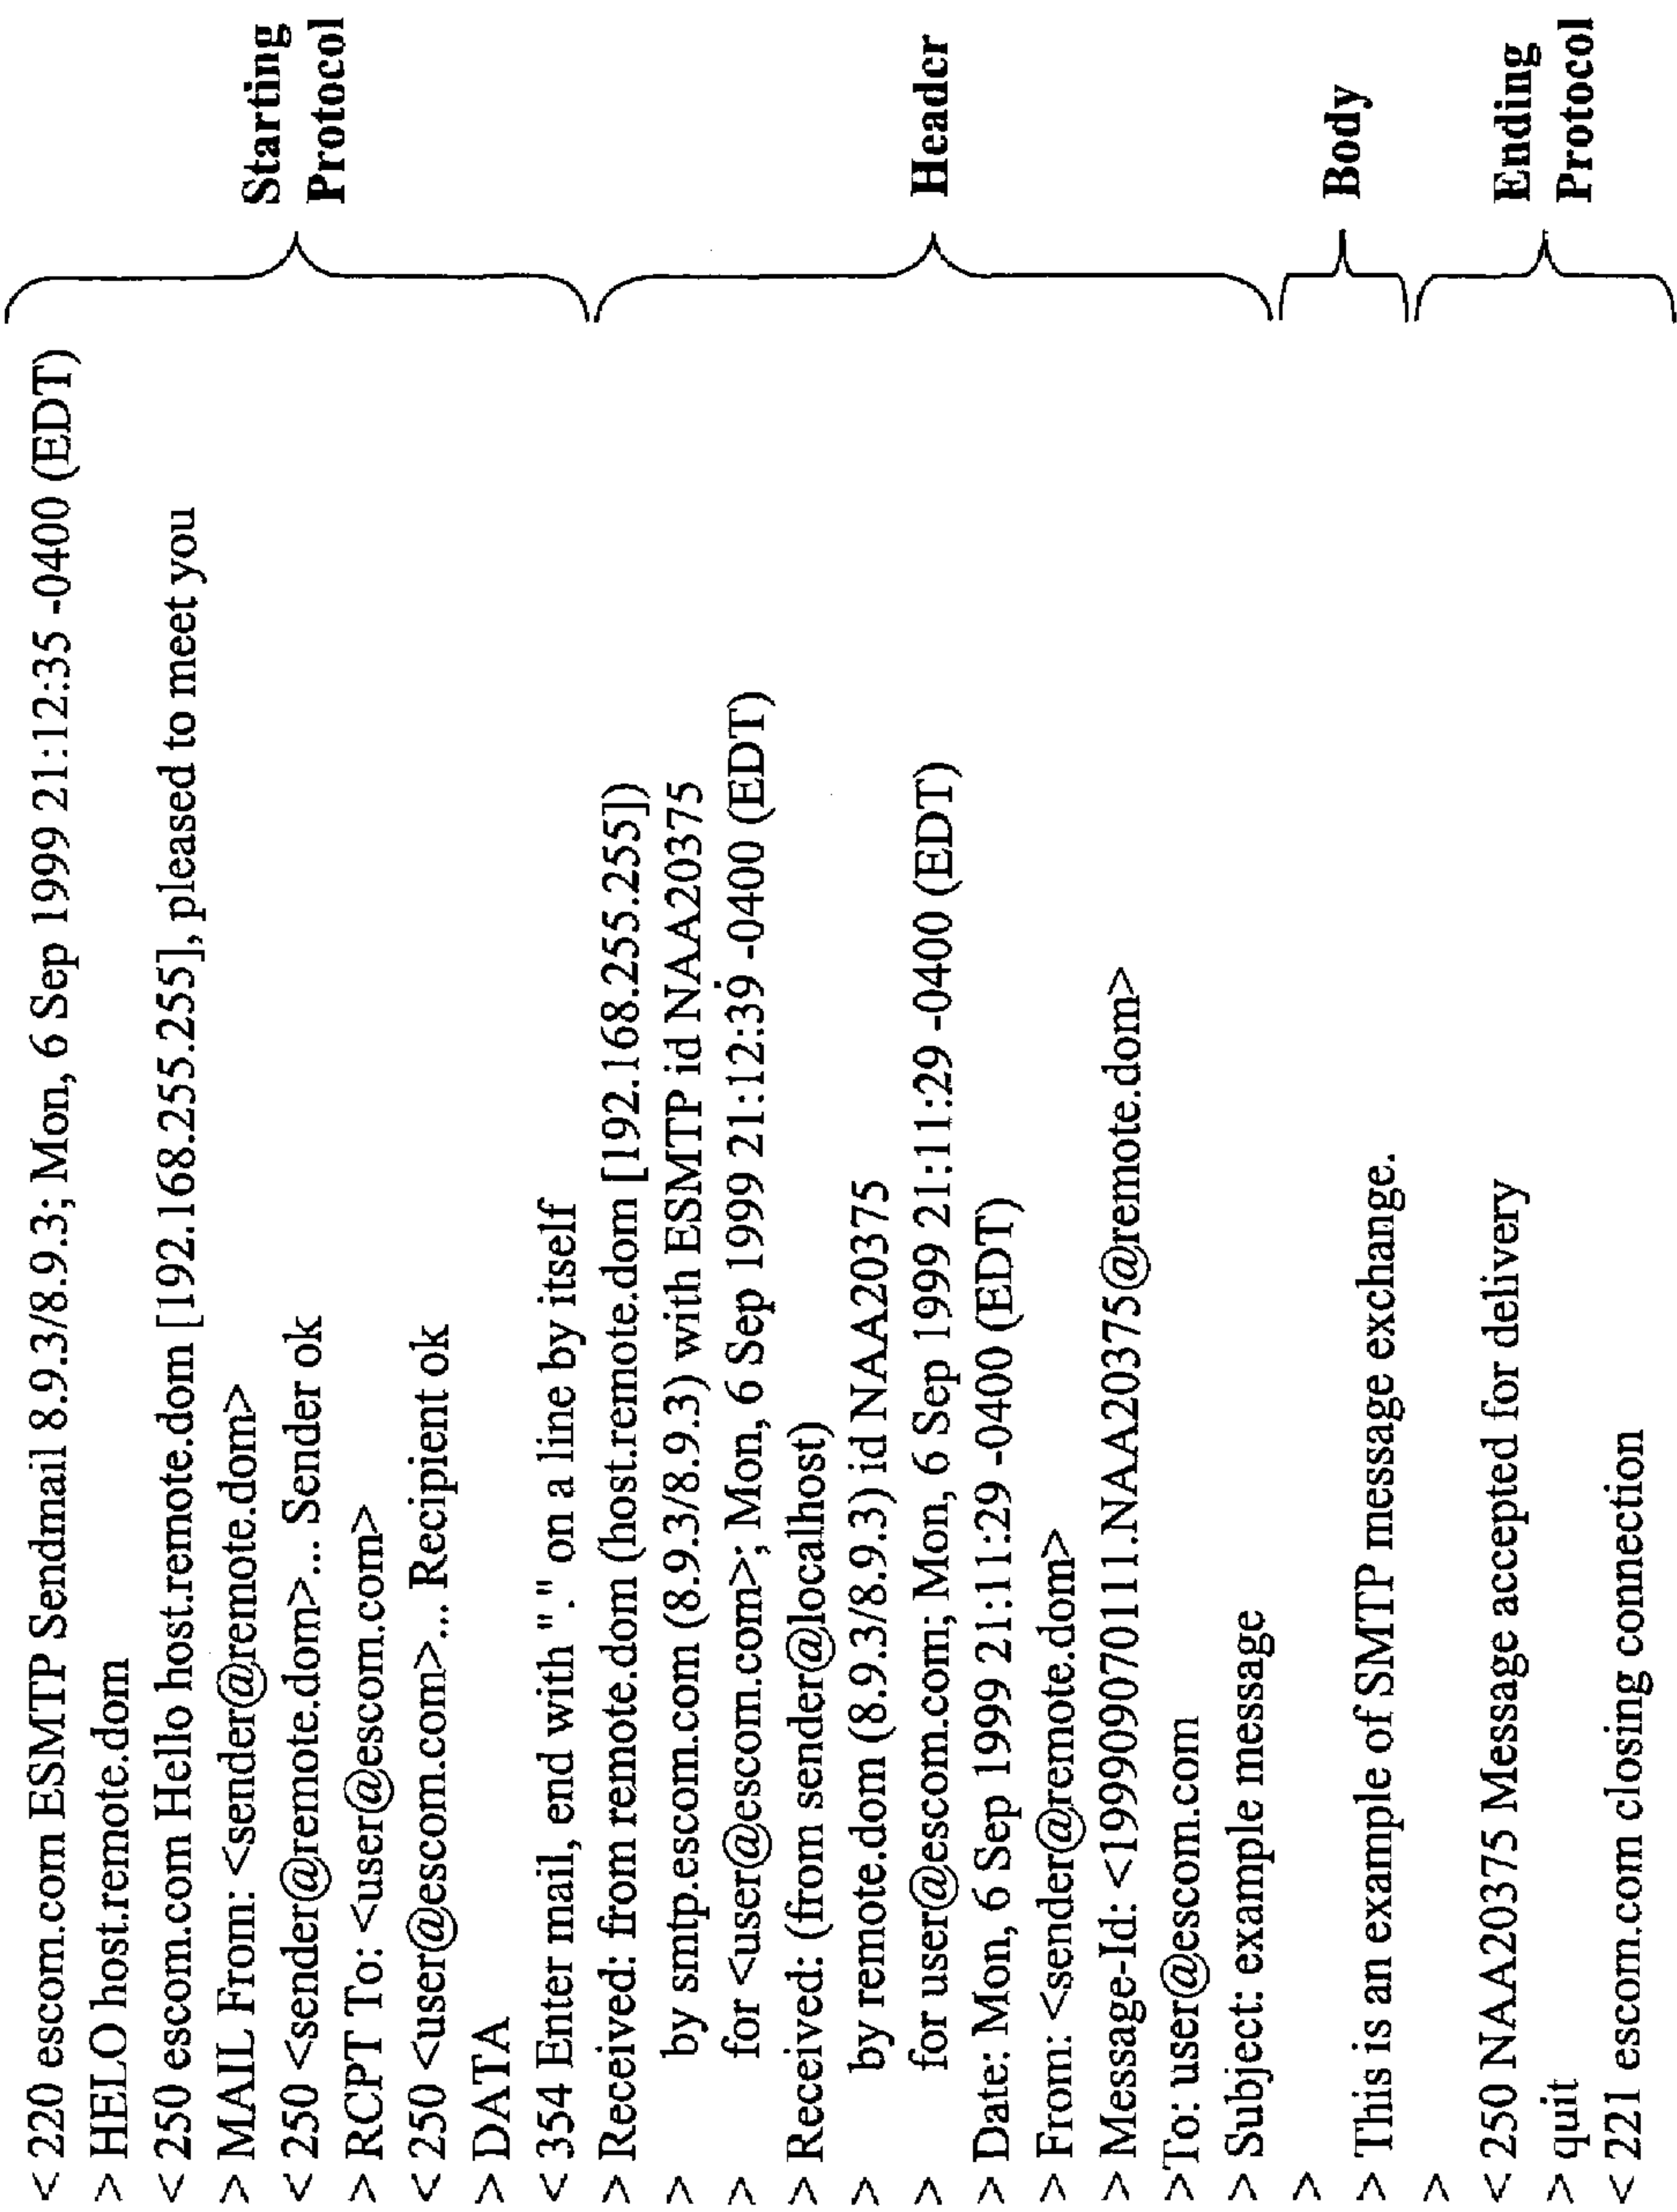 < 220 escom.com ESMTP Sendmail 8.9.3/8.9.3; Mon, 6 Sep 1999 21:12:35 -0400 (EDT)
> HELO host.remote.dom
< 250 escom.com Hello host.remote.dom [192.168.255.255], pleased to meet you
> MAIL From: <sender@remote.dom>
< 250 <sender@remote.dom>... Sender ok
> RCPT To: <user@escom.com>
< 250 <user@escom.com>... Recipient ok
> DATA
< 354 Enter mail, end with "." on a line by itself
Starting
Protocol
> Received: from remote.dom (host.remote.dom [192.168.255.255])
> by smtp.escom.com (8.9.3/8.9.3) with ESMTP id NAA20375
> for <user@escom.com>; Mon, 6 Sep 1999 21:12:39 -0400 (EDT)
> Received: (from sender@localhost)
> by remote.dom (8.9.3/8.9.3) id NAA20375
> for user@escom.com; Mon, 6 Sep 1999 21:11:29 -0400 (EDT)
> Date: Mon, 6 Sep 1999 21:11:29 -0400 (EDT)
> From: <sender@remote.dom>
> Message-Id: <199909070111.NAA20375@remote.dom>
>To: user@escom.com
> Subject: example message
Header
>
> This is an example of SMTP message exchange.
Body
>
< 250 NAA20375 Message accepted for delivery
> quit
< 221 escom.com closing connection
Ending
Protocol